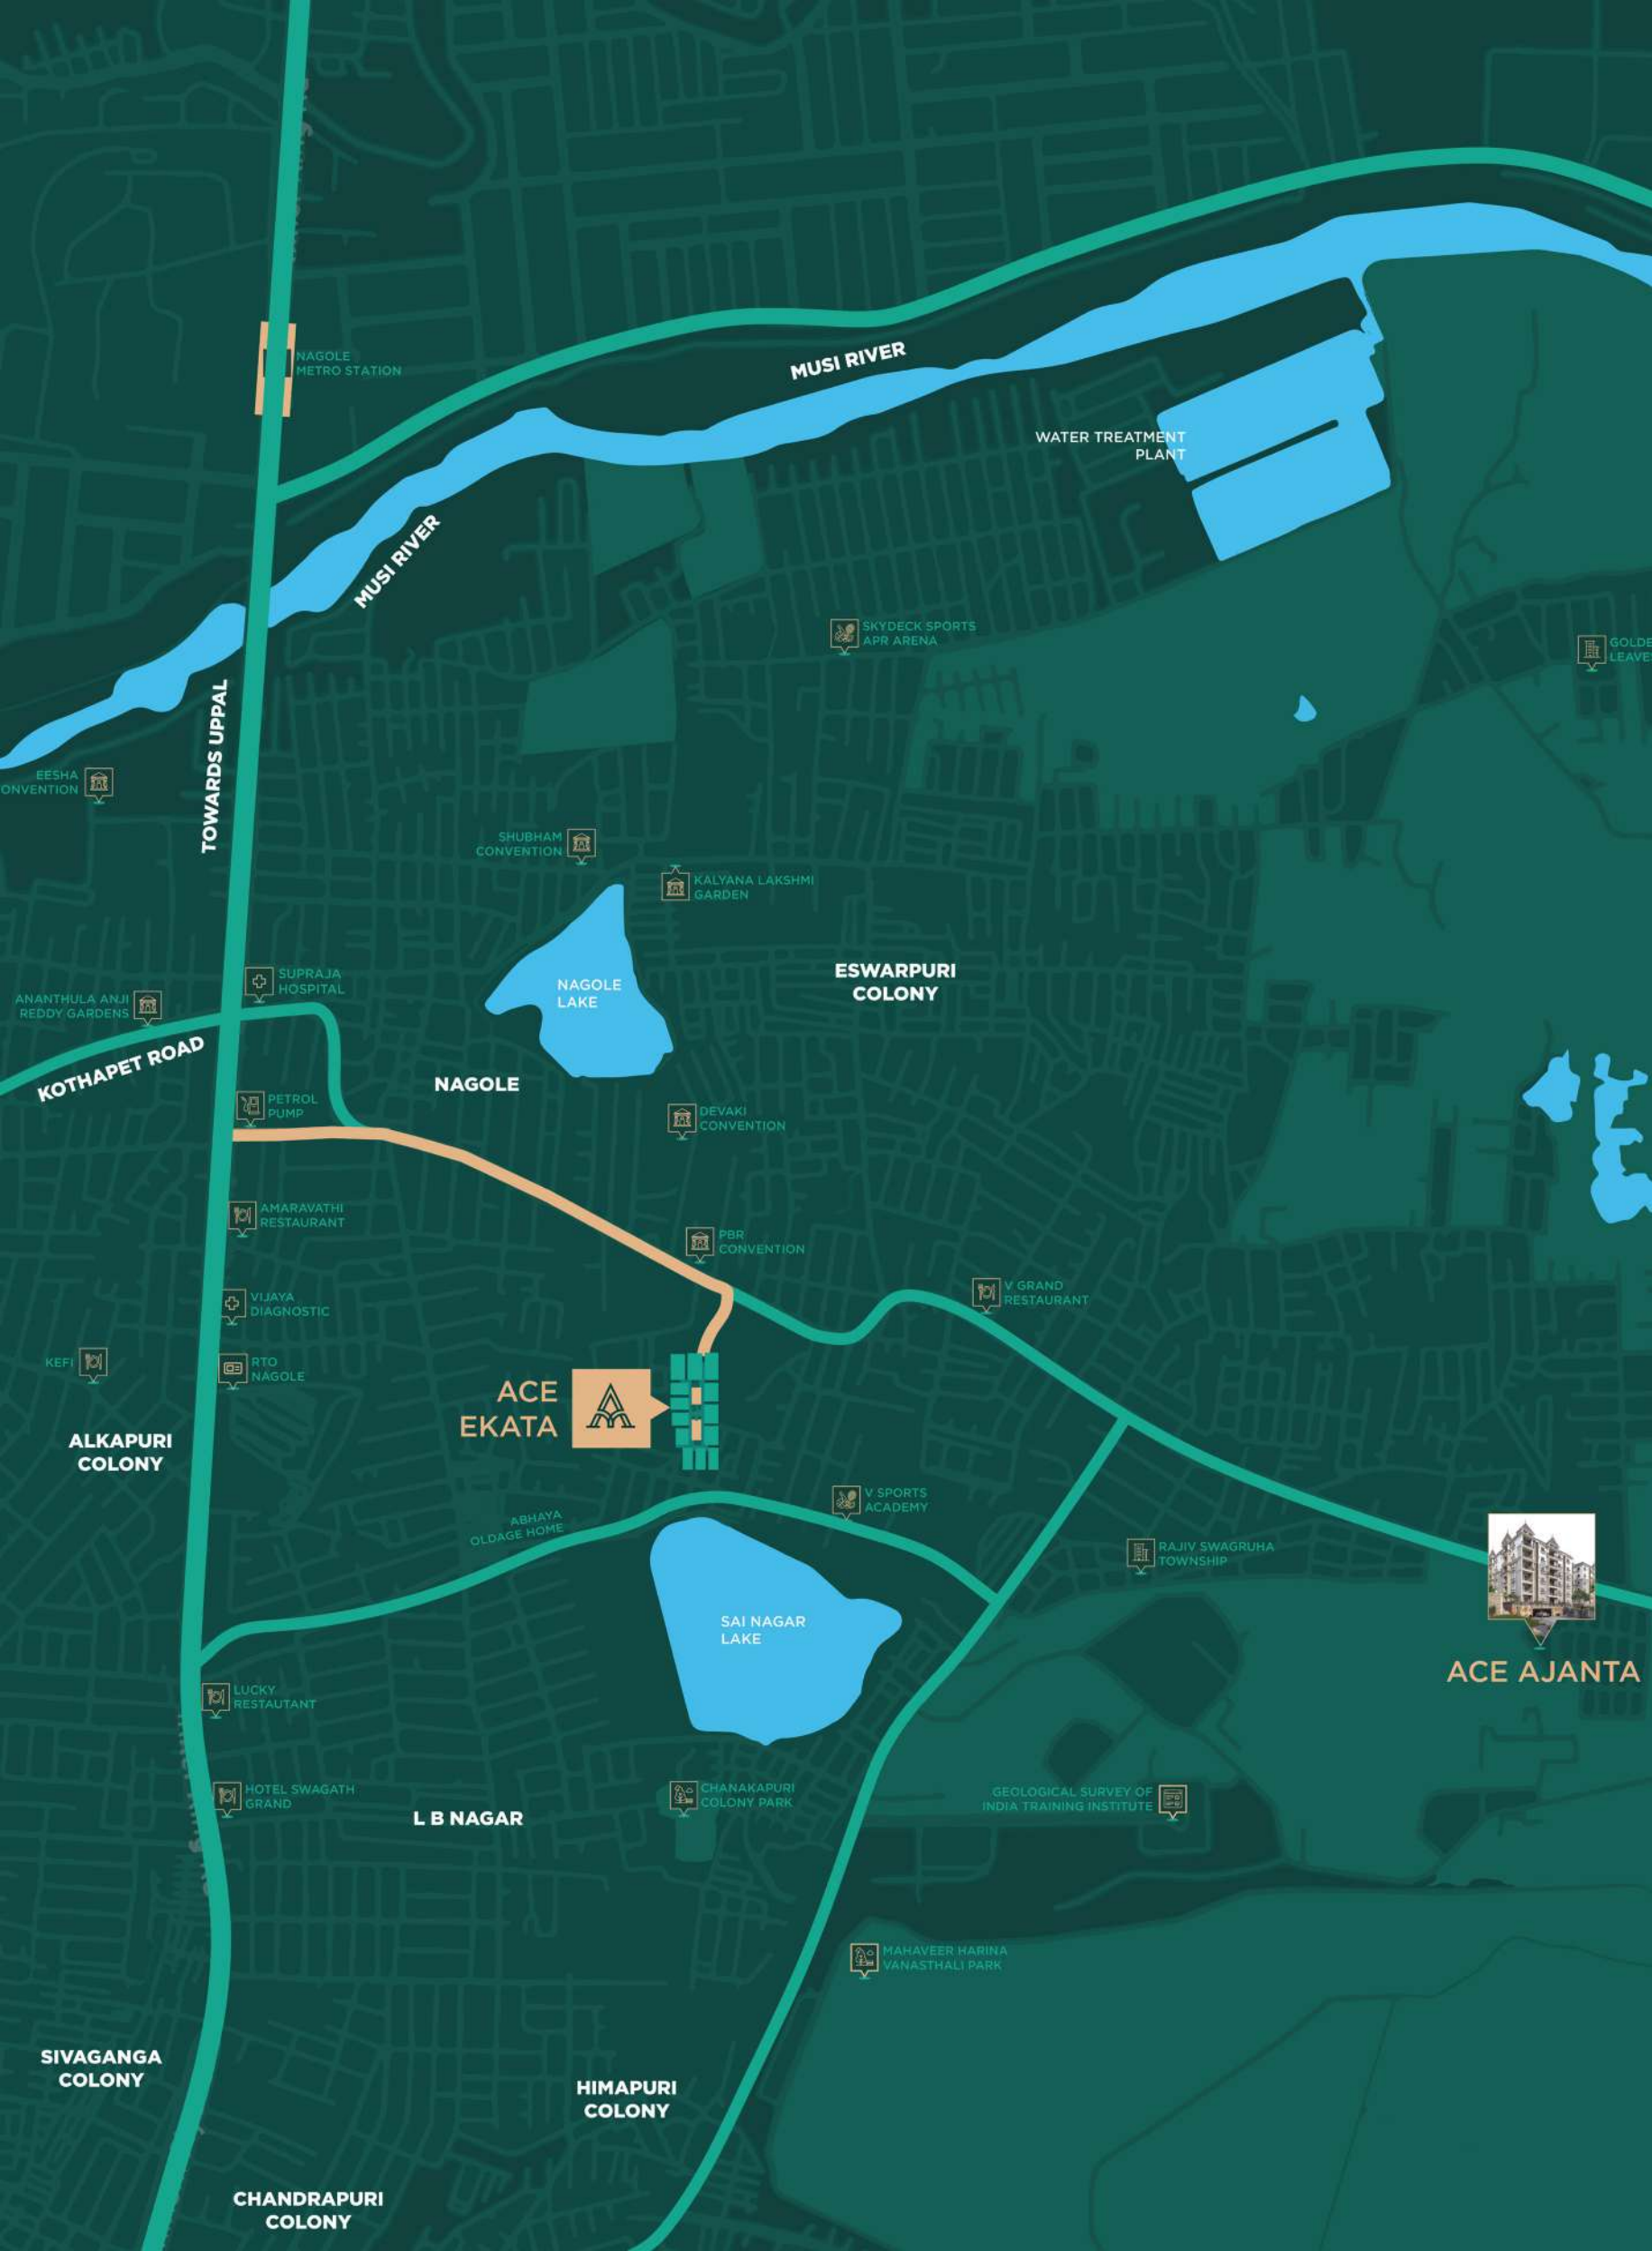 NAGOLE
METRO STATION
MUSI RIVER
WATER TREATMENT
PLANT
MUSI RIVER
SKYDECK SPORTS
APR ARENA
GOLDE
LEAVE
TOWARDS UPPAL
EESHA
ONVENTION
SHUBHAM
CONVENTION
KALYANA LAKSHMI
GARDEN
ESWARPURI
COLONY
SUPRAJA
HOSPITAL
NAGOLE
LAKE
ANANTHULA ANJI
REDDY GARDENS
KOTHAPET ROAD
NAGOLE
PETROL
PUMP
DEVAKI
CONVENTION
AMARAVATHI
RESTAURANT
PBR
CONVENTION
V GRAND
RESTAURANT
VIJAYA
DIAGNOSTIC
KEFI
RTO
NAGOLE
ACE
EKATA
ALKAPURI
COLONY
V SPORTS
ACADEMY
ABHAYA
OLDAGE HOME
RAJIV SWAGRUHA
TOWNSHIP
SAI NAGAR
LAKE
ACE AJANTA
LUCKY
RESTAUTANT
HOTEL SWAGATH
GRAND
L B NAGAR
CHANAKAPURI
COLONY PARK
GEOLOGICAL SURVEY OF
INDIA TRAINING INSTITUTE
MAHAVEER HARINA
VANASTHALI PARK
SIVAGANGA
COLONY
HIMAPURI
COLONY
CHANDRAPURI
COLONY